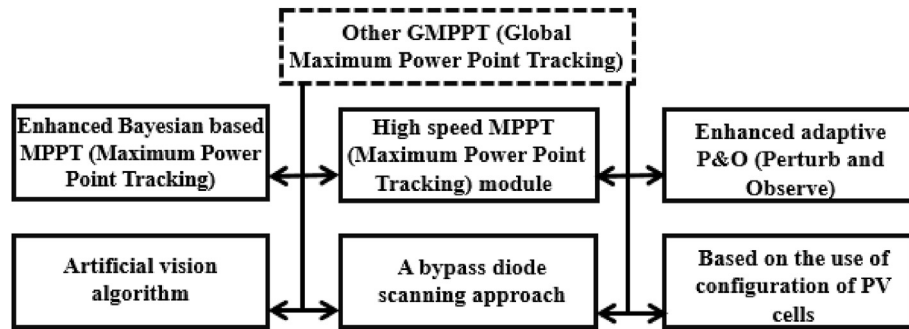 Other GMPPT (Global
Maximum Power Point Tracking)
Enhanced Bayesian based
MPPT (Maximum Power
Point Tracking)
High speed MPPT
(Maximum Power Point
Tracking) module
Enhanced adaptive
P&O (Perturb and
Observe)
Artificial vision
algorithm
A bypass diode
scanning approach
Based on the use of
configuration of PV
cells